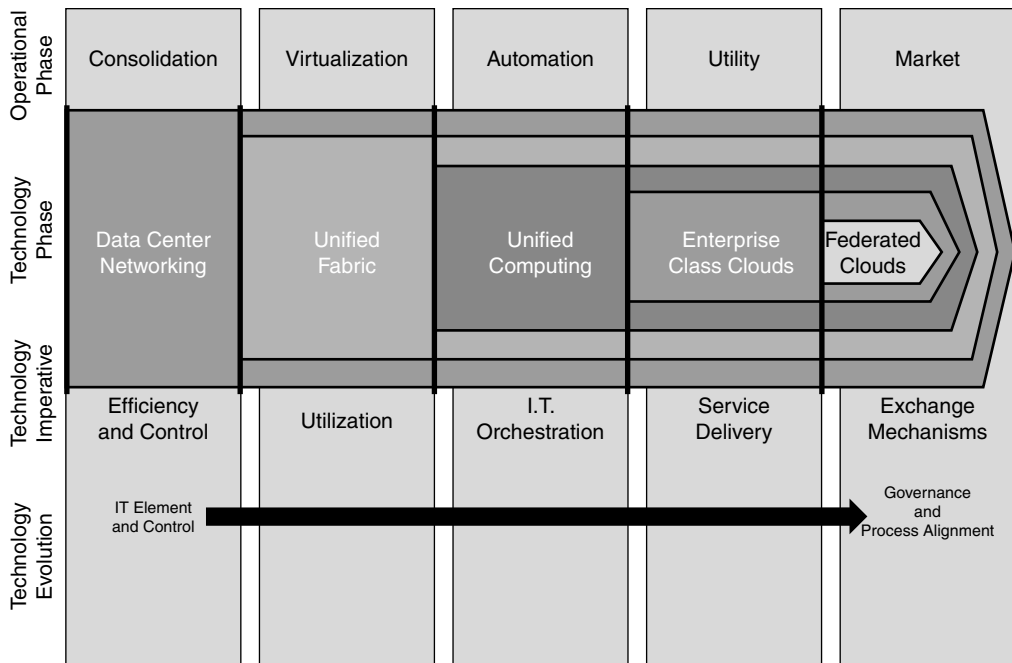 Operational
Phase
Consolidation
Virtualization
Automation
Utility
Market
Technology
Phase
Data Center
Networking
Unified
Fabric
Unified
Computing
Enterprise
Class Clouds
Federated
Clouds
Technology
Imperative
Efficiency
and Control
Utilization
I.T.
Orchestration
Service
Delivery
Exchange
Mechanisms
Technology
Evolution
IT Element
and Control
Governance
and
Process Alignment